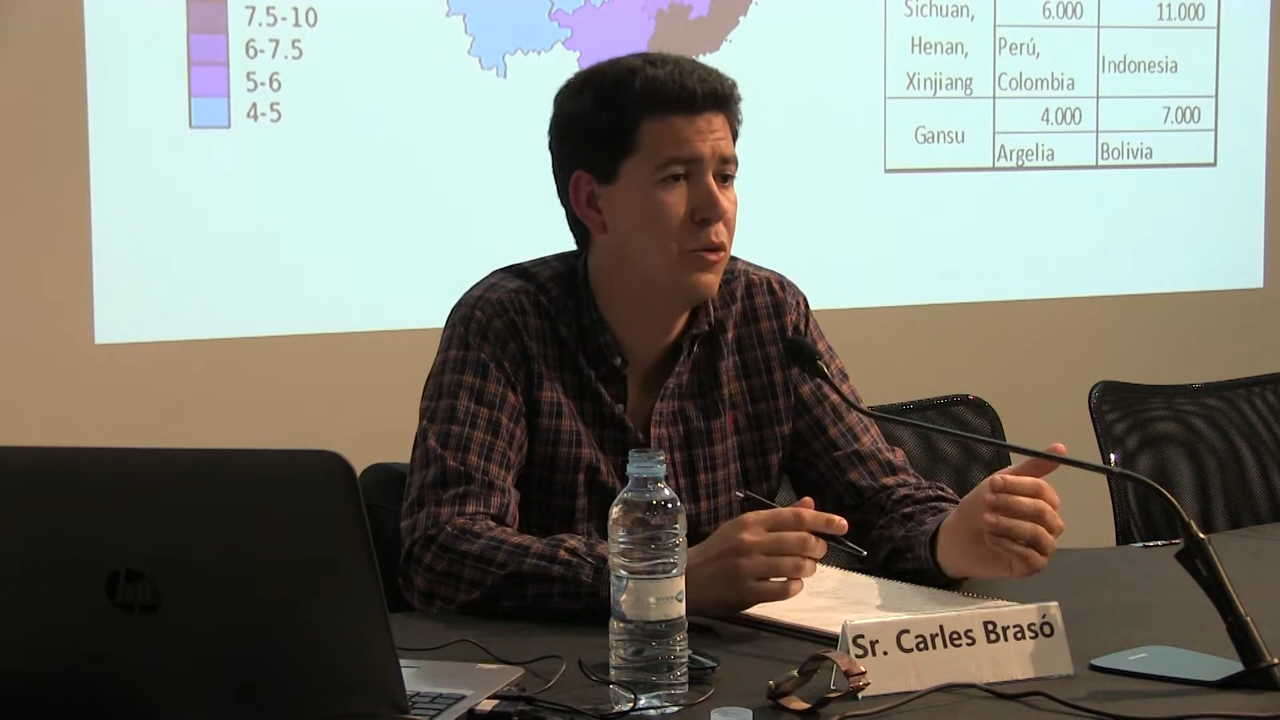 7.5-10
6-7.5
5-6
4-5
Sichuan,
Henan,
Xinjiang
6.000
11.000
Perú,
Colombia
Indonesia
Gansu
4.000
7.000
Argelia
Bolivia
hp
Sr. Carles Brasó